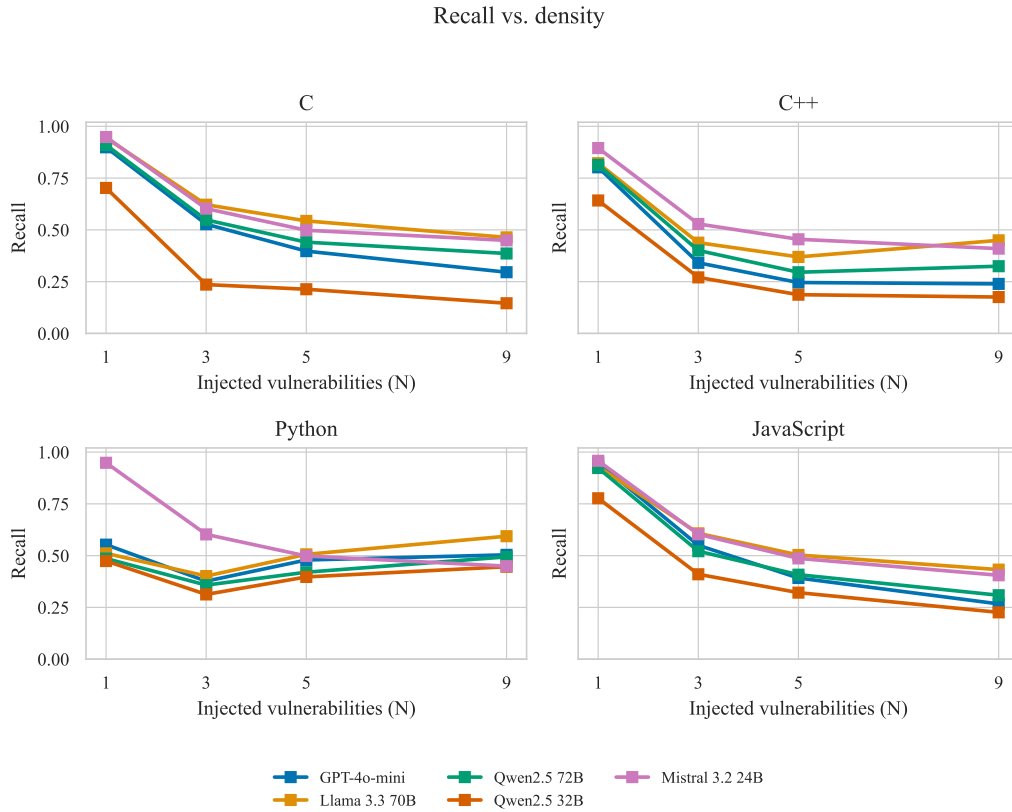 Recall vs. density
C
C++
1.00
0.75
0.50
0.25
0.00
Recall
Recall
1 3 5 9
1 3 5 9
Injected vulnerabilities (N)
Injected vulnerabilities (N)
Python
JavaScript
1.00
0.75
0.50
0.25
0.00
Recall
Recall
1 3 5 9
1 3 5 9
Injected vulnerabilities (N)
Injected vulnerabilities (N)
GPT-4o-mini
Llama 3.3 70B
Qwen2.5 72B
Qwen2.5 32B
Mistral 3.2 24B